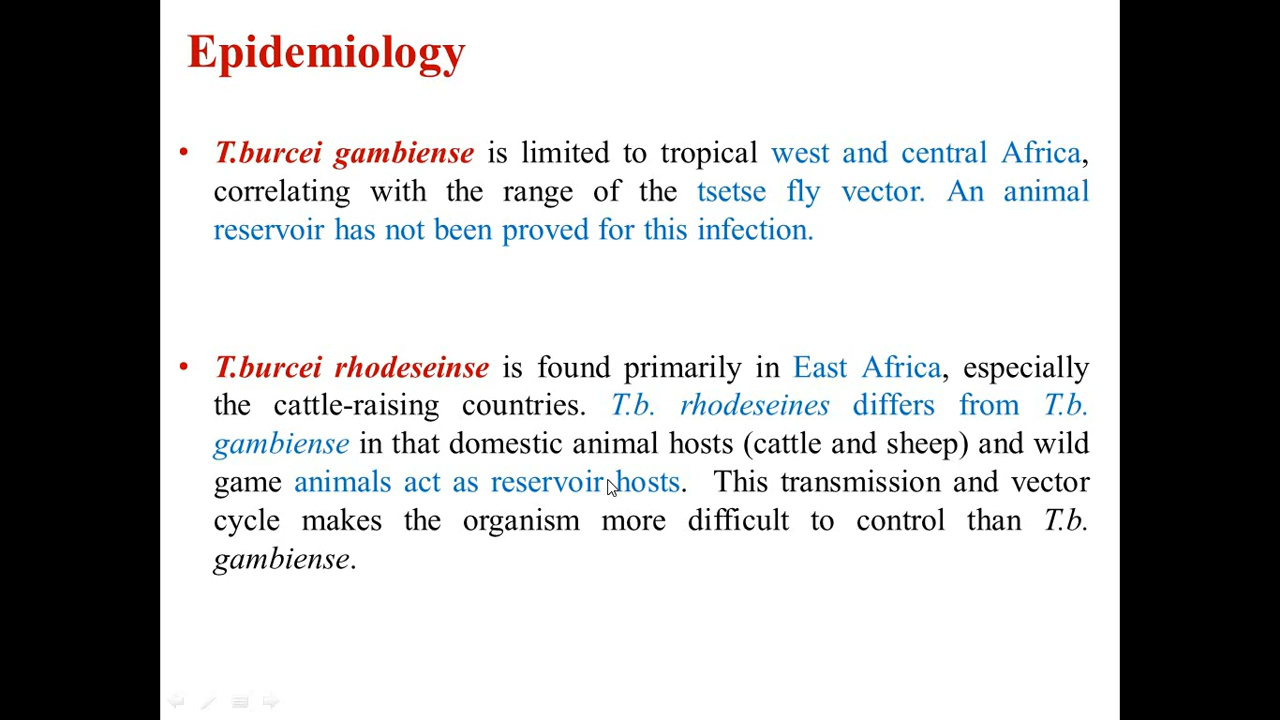 Epidemiology
• T.burcei gambiense is limited to tropical west and central Africa,
correlating with the range of the tsetse fly vector. An animal
reservoir has not been proved for this infection.
• T.burcei rhodeseinse is found primarily in East Africa, especially
the cattle-raising countries. T.b. rhodeseines differs from T.b.
gambiense in that domestic animal hosts (cattle and sheep) and wild
game animals act as reservoir hosts. This transmission and vector
cycle makes the organism more difficult to control than T.b.
gambiense.